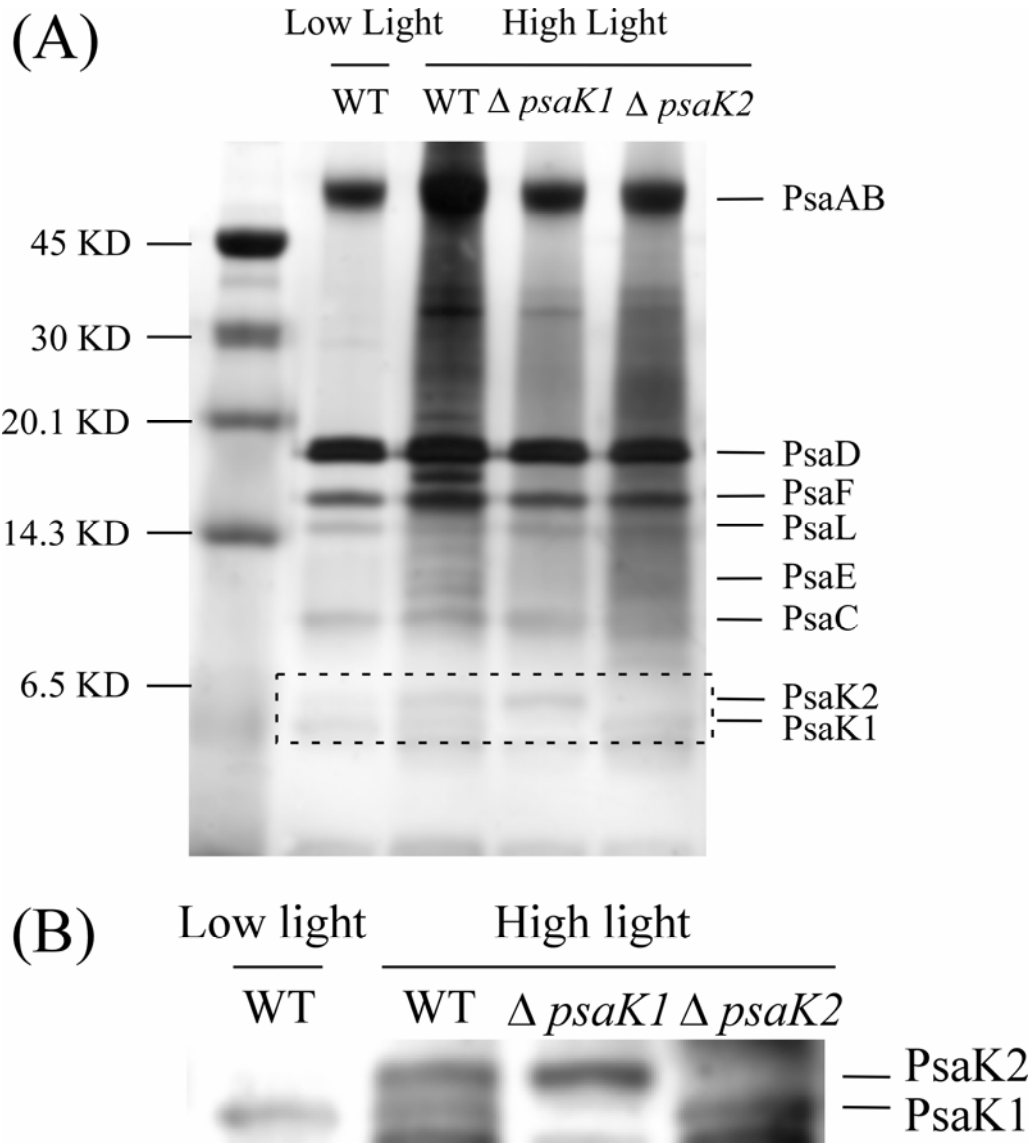 (A)
Low Light High Light
WT WT Δ psaK1 Δ psaK2
PsaAB
45 KD
30 KD
20.1 KD
PsaD
PsaF
PsaL
14.3 KD
PsaE
PsaC
6.5 KD
PsaK2
PsaK1
(B)
Low light High light
WT WT Δ psaK1 Δ psaK2
PsaK2
PsaK1